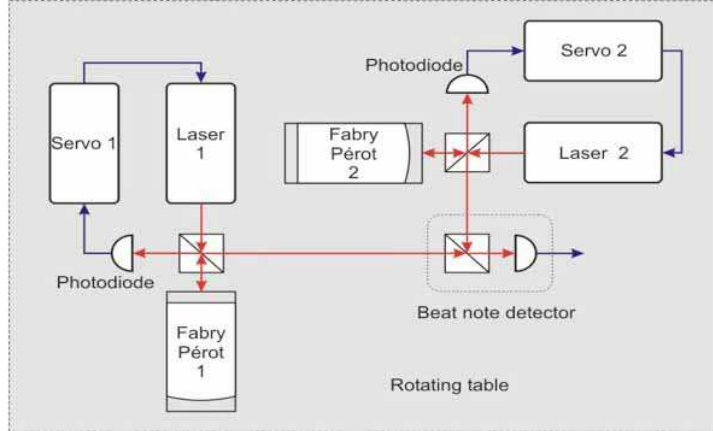 Servo 1
Laser
1
Photodiode
Fabry
Pérot
1
Photodiode
Servo 2
Fabry
Pérot
2
Laser 2
Beat note detector
Rotating table